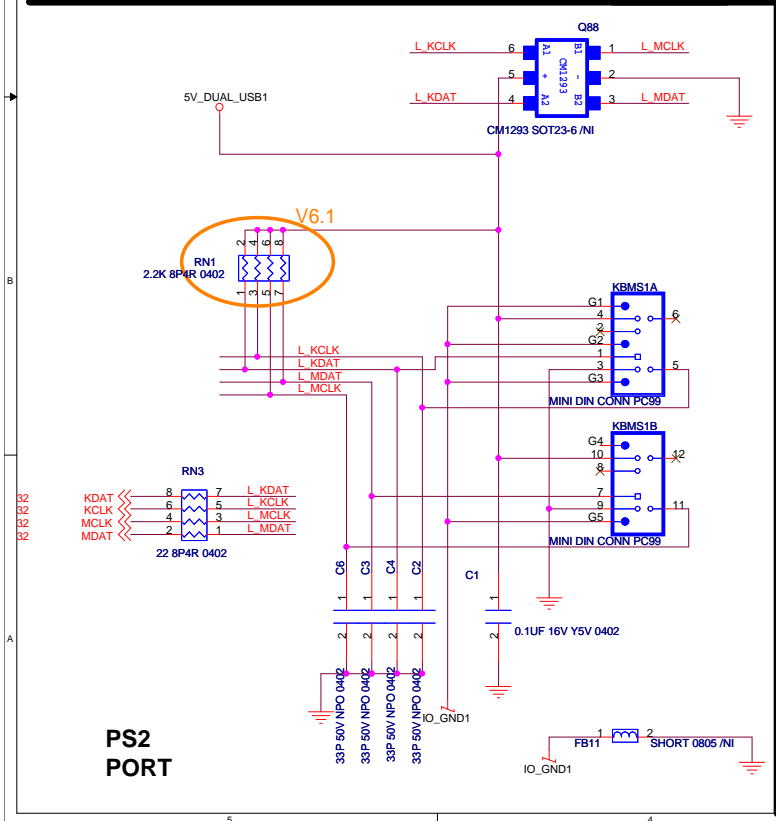 Q88
L_KCLK 6 A1 B1 1 L_MCLK
5 + CM1293 - 2
L_KDAT 4 A2 B2 3 L_MDAT
CM1293 SOT23-6 /NI
5V_DUAL_USB1
V6.1
2 4 6 8
RN1
2.2K 8P4R 0402
1 3 5 7
B
KBMS1A
G1
4 6
2
G2
1
3 5
G3
MINI DIN CONN PC99
L_KCLK
L_KDAT
L_MDAT
L_MCLK
KBMS1B
G4
10 12
8
7
9 11
G5
MINI DIN CONN PC99
RN3
32 KDAT 8 7 L_KDAT
32 KCLK 6 5 L_KCLK
32 MCLK 4 3 L_MCLK
32 MDAT 2 1 L_MDAT
22 8P4R 0402
C6 C3 C4 C2 C1
1 1 1 1 1
2 2 2 2 2
0.1UF 16V Y5V 0402
A
33P 50V NPO 0402
33P 50V NPO 0402
33P 50V NPO 0402
33P 50V NPO 0402
IO_GND1
PS2
PORT
1 2
FB11 SHORT 0805 /NI
IO_GND1
5 4